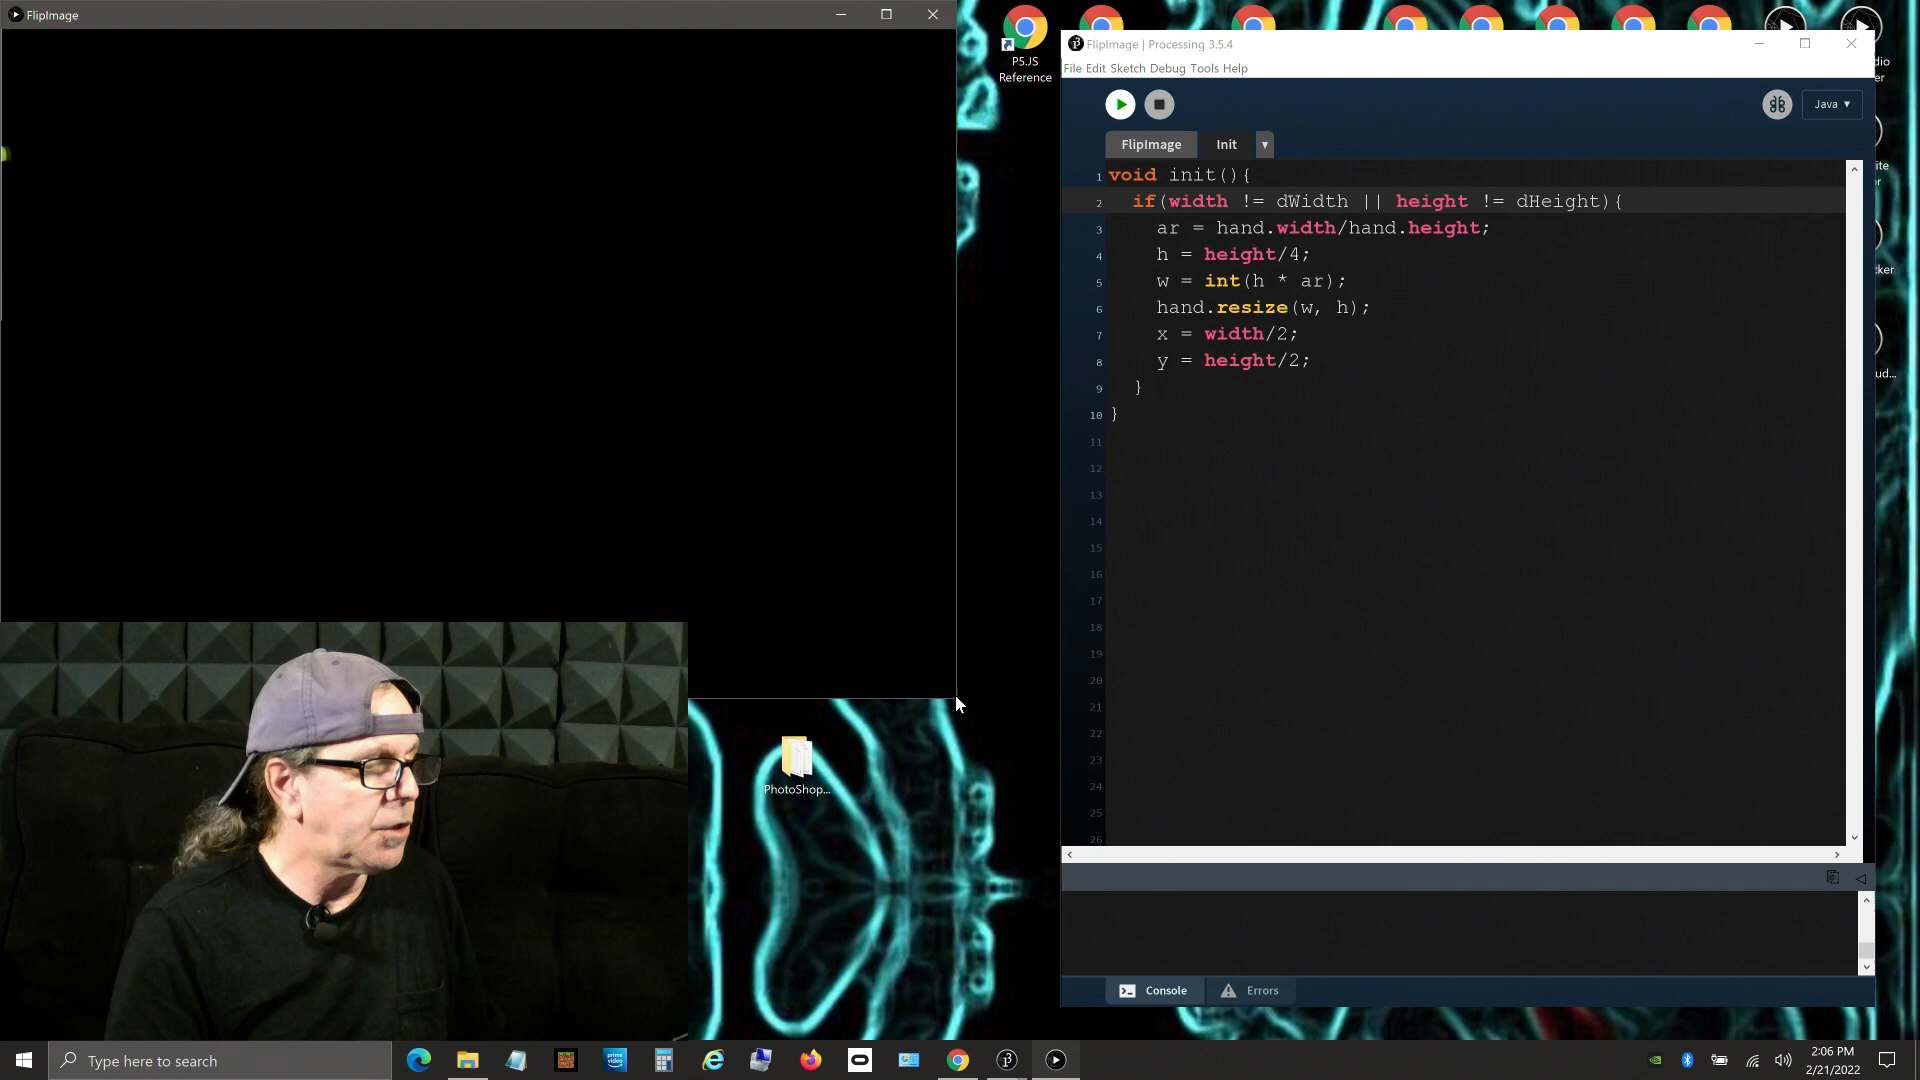 FlipImage
P5.JS
Reference
FlipImage | Processing 3.5.4
File Edit Sketch Debug Tools Help
Java ▾
FlipImage Init ▾
1 void init(){
2 if(width != dWidth || height != dHeight){
3 ar = hand.width/hand.height;
4 h = height/4;
5 w = int(h * ar);
6 hand.resize(w, h);
7 x = width/2;
8 y = height/2;
9 }
10 }
11
12
13
14
15
16
17
18
19
20
21
22
23
24
25
26
PhotoShop...
Console Errors
Type here to search
prime video
2:06 PM
2/21/2022